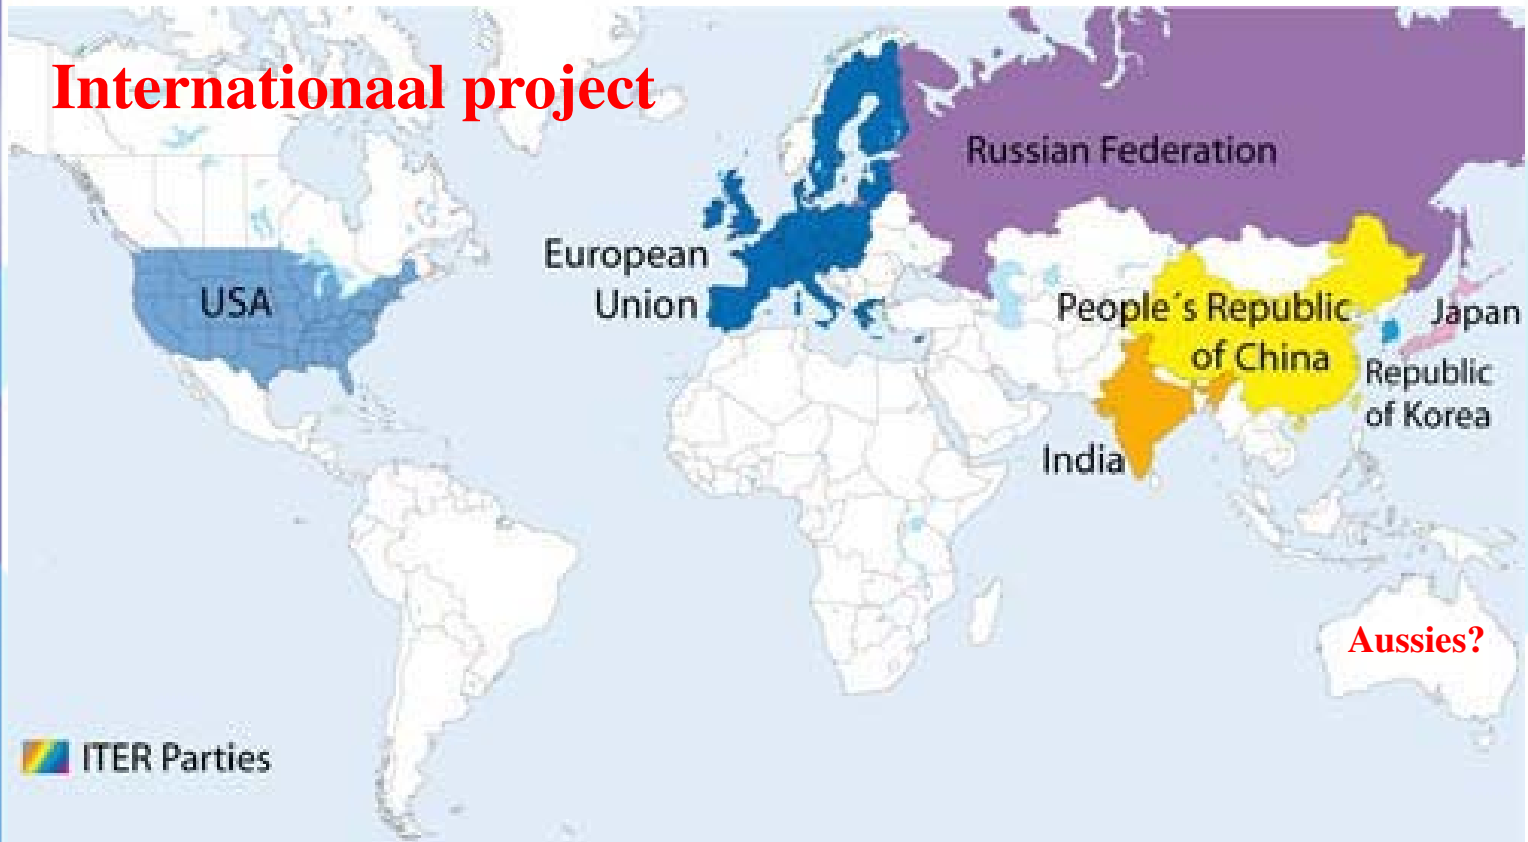 Internationaal project
Russian Federation
European
Union
USA
People´s Republic
of China
Japan
Republic
of Korea
India
Aussies?
ITER Parties